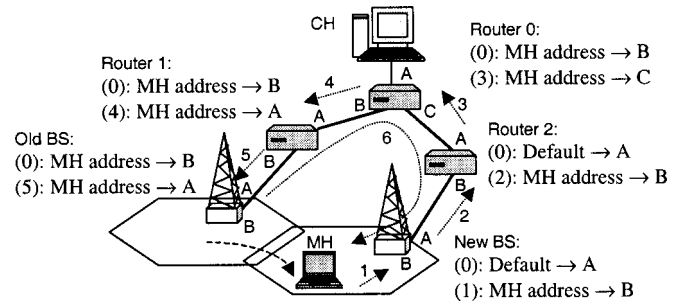 CH
Router 0:
(0): MH address → B
(3): MH address → C
Router 1:
(0): MH address → B
(4): MH address → A
4
A
B
C
3
A
B
Old BS:
(0): MH address → B
(5): MH address → A
5
6
A
B
Router 2:
(0): Default → A
(2): MH address → B
A
B
2
MH
1
A
B
New BS:
(0): Default → A
(1): MH address → B